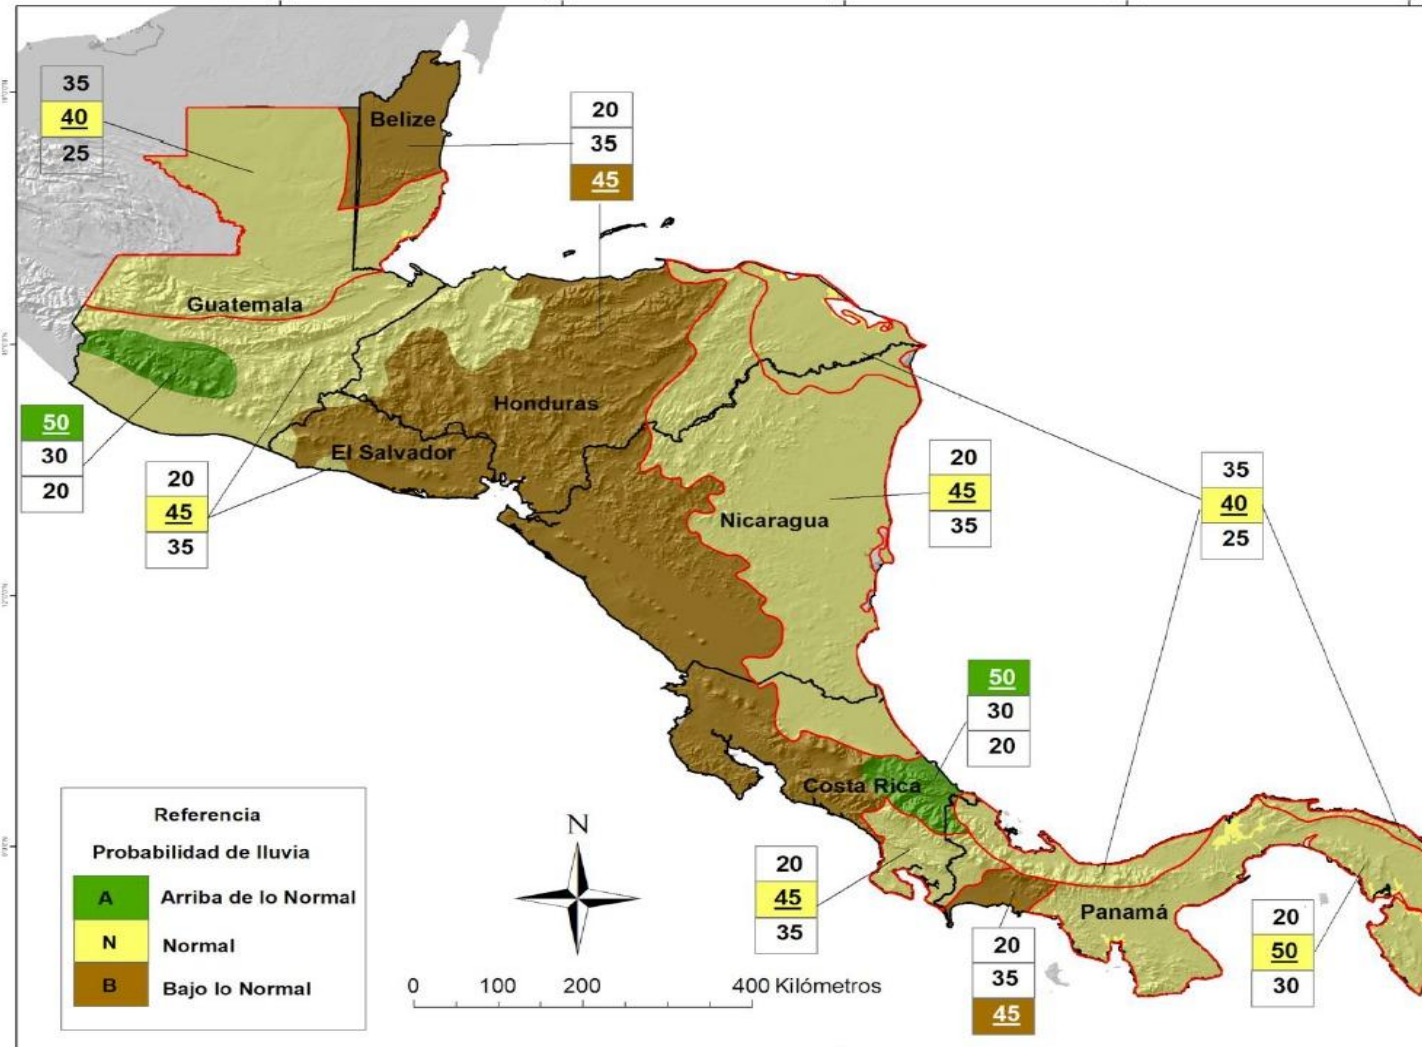 35
40
25
Belize
20
35
45
Guatemala
Honduras
El Salvador
Nicaragua
50
30
20
20
45
35
20
45
35
35
40
25
50
30
20
Costa Rica
Panamá
20
45
35
20
35
45
20
50
30
N
Referencia
Probabilidad de lluvia
A Arriba de lo Normal
N Normal
B Bajo lo Normal
0 100 200 400 Kilómetros